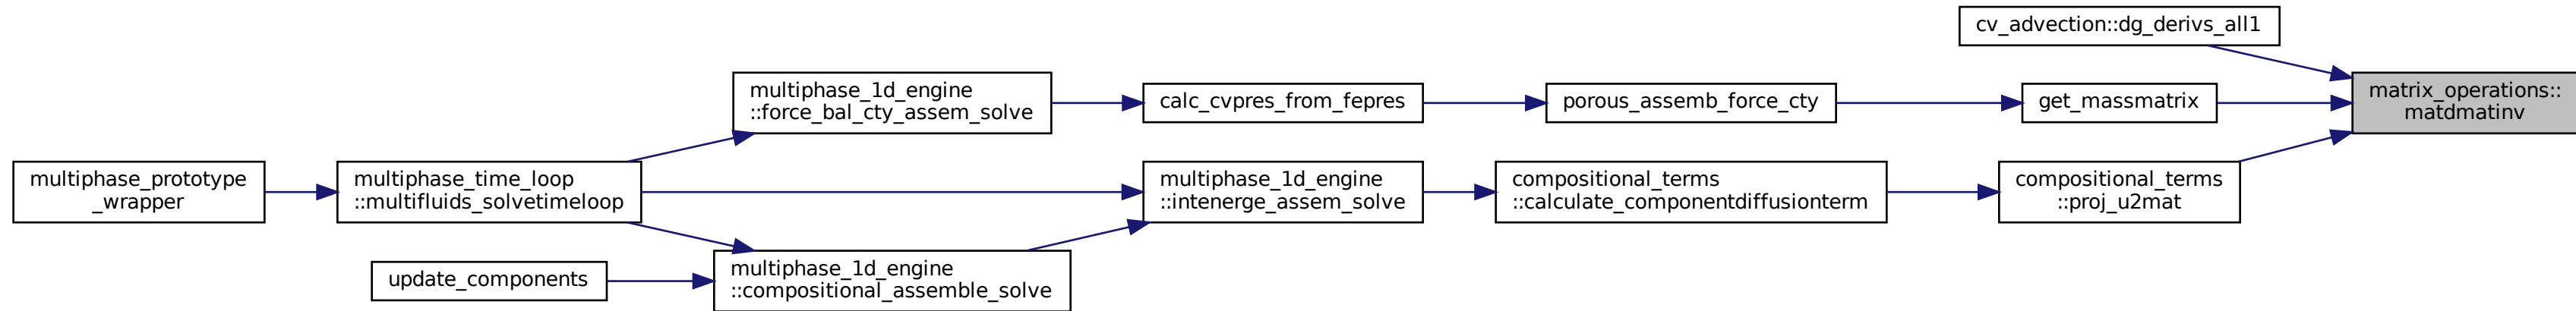 cv_advection::dg_derivs_all1
multiphase_1d_engine
::force_bal_cty_assem_solve
calc_cvpres_from_fepres
porous_assemb_force_cty
get_massmatrix
matrix_operations::
matdmatinv
multiphase_prototype
_wrapper
multiphase_time_loop
::multifluids_solvetimeloop
multiphase_1d_engine
::intenerge_assem_solve
compositional_terms
::calculate_componentdiffusionterm
compositional_terms
::proj_u2mat
update_components
multiphase_1d_engine
::compositional_assemble_solve